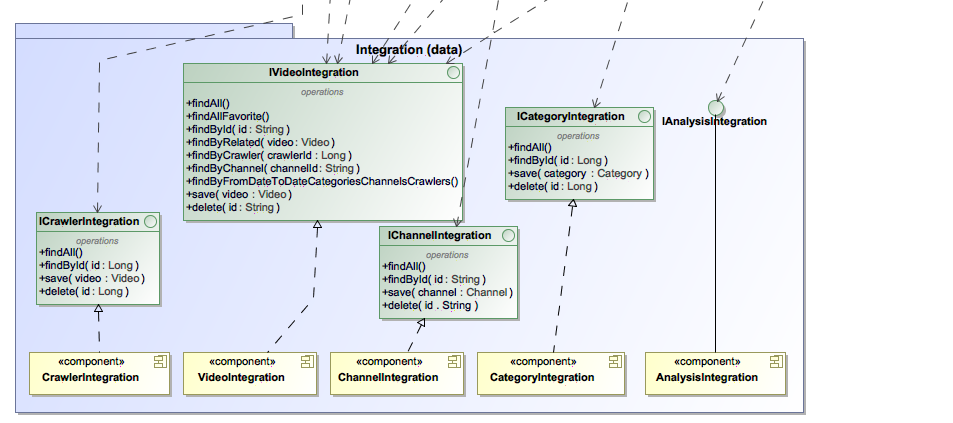 Integration (data)
IVideoIntegration
operations
+findAll()
+findAllFavorite()
+findById( id : String )
+findByRelated( video : Video )
+findByCrawler( crawlerId : Long )
+findByChannel( channelId : String )
+findByFromDateToDateCategoriesChannelsCrawlers()
+save( video : Video )
+delete( id : String )
ICategoryIntegration
operations
+findAll()
+findById( id : Long )
+save( category : Category )
+delete( id : Long )
IAnalysisIntegration
ICrawlerIntegration
operations
+findAll()
+findById( id : Long )
+save( video : Video )
+delete( id : Long )
IChannelIntegration
operations
+findAll()
+findById( id : String )
+save( channel : Channel )
+delete( id . String )
«component»
CrawlerIntegration
«component»
VideoIntegration
«component»
ChannelIntegration
«component»
CategoryIntegration
«component»
AnalysisIntegration